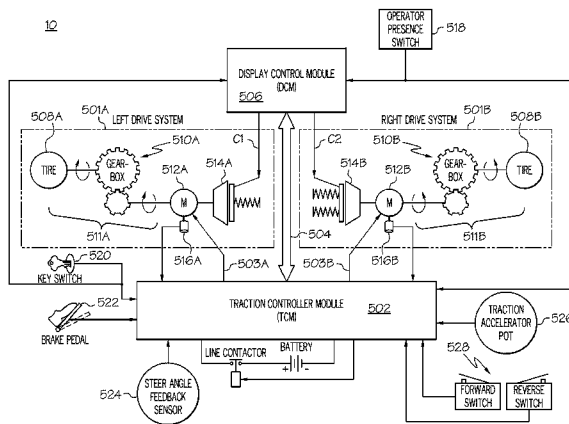 10
OPERATOR
PRESENCE
SWITCH
518
DISPLAY CONTROL MODULE
(DCM)
506
501A
LEFT DRIVE SYSTEM
RIGHT DRIVE SYSTEM
501B
508A
510A
C1
C2
510B
508B
TIRE
GEAR-
BOX
512A
514A
514B
512B
GEAR-
BOX
TIRE
M
M
511A
516A
504
516B
511B
520
KEY SWITCH
503A
503B
522
BRAKE PEDAL
TRACTION CONTROLLER MODULE
(TCM)
502
TRACTION
ACCELERATOR
POT
526
LINE CONTACTOR
BATTERY
+
-
528
524
STEER ANGLE
FEEDBACK
SENSOR
FORWARD
SWITCH
REVERSE
SWITCH